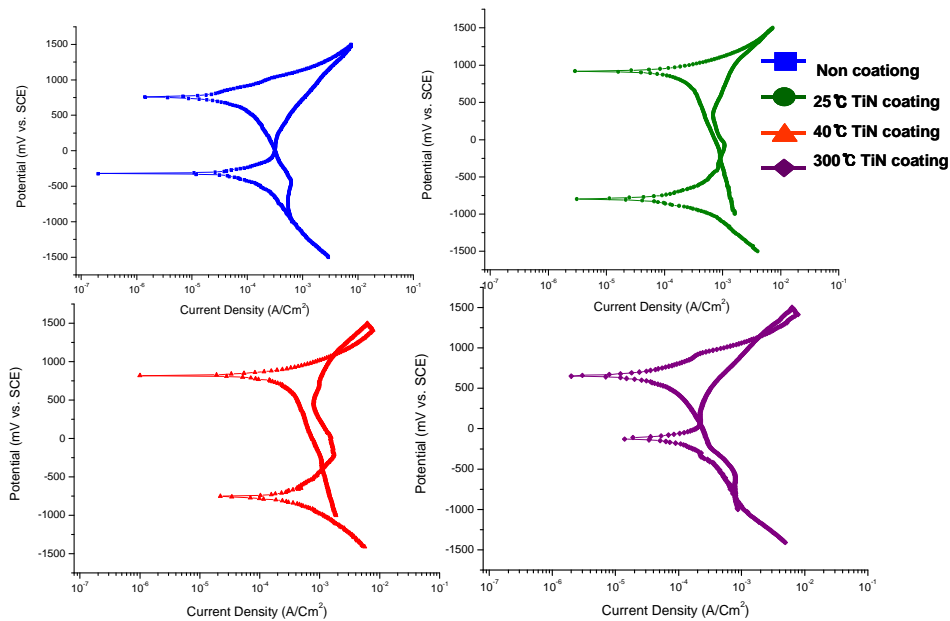 1500
1000
500
0
-500
-1000
-1500
Potential (mV vs. SCE)
10-7 10-6 10-5 10-4 10-3 10-2 10-1
Current Density (A/Cm2)
1500
1000
500
0
-500
-1000
-1500
Potential (mV vs. SCE)
10-7 10-6 10-5 10-4 10-3 10-2 10-1
Current Density (A/Cm2)
Non coationg
25℃ TiN coating
40℃ TiN coating
300℃ TiN coating
1500
1000
500
0
-500
-1000
-1500
Potential (mV vs. SCE)
10-7 10-6 10-5 10-4 10-3 10-2 10-1
Current Density (A/Cm2)
1500
1000
500
0
-500
-1000
-1500
Potential (mV vs. SCE)
10-7 10-6 10-5 10-4 10-3 10-2 10-1
Current Density (A/Cm2)